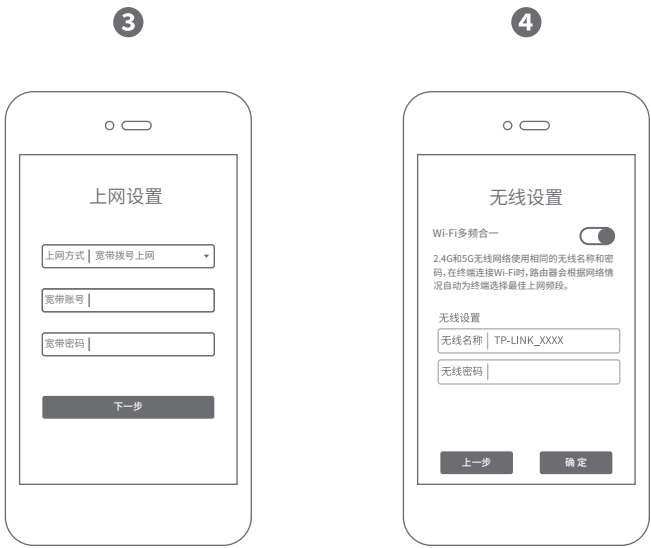 3
上网设置
上网方式 宽带拨号上网
宽带账号
宽带密码
下一步
4
无线设置
Wi-Fi多频合一
2.4G和5G无线网络使用相同的无线名称和密
码,在终端连接Wi-Fi时,路由器会根据网络情
况自动为终端选择最佳上网频段。
无线设置
无线名称 TP-LINK_XXXX
无线密码
上一步 确定